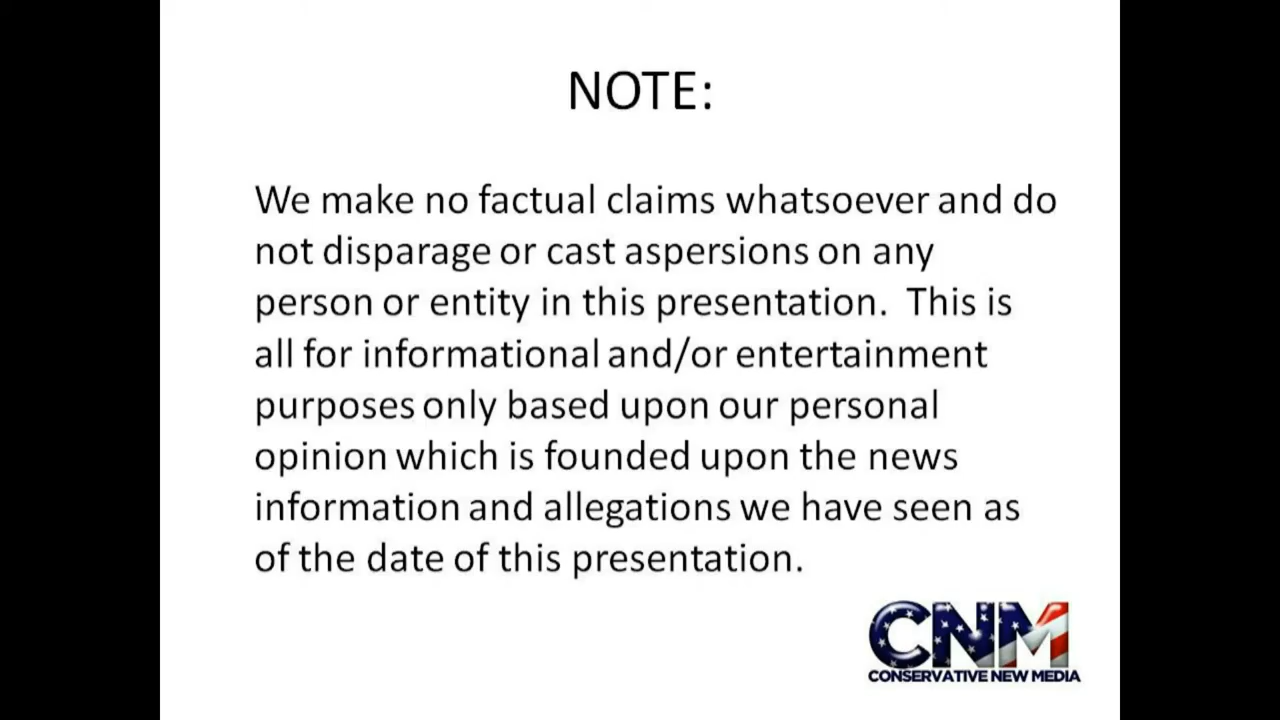 NOTE:
We make no factual claims whatsoever and do
not disparage or cast aspersions on any
person or entity in this presentation.  This is
all for informational and/or entertainment
purposes only based upon our personal
opinion which is founded upon the news
information and allegations we have seen as
of the date of this presentation.
CNM
CONSERVATIVE NEW MEDIA